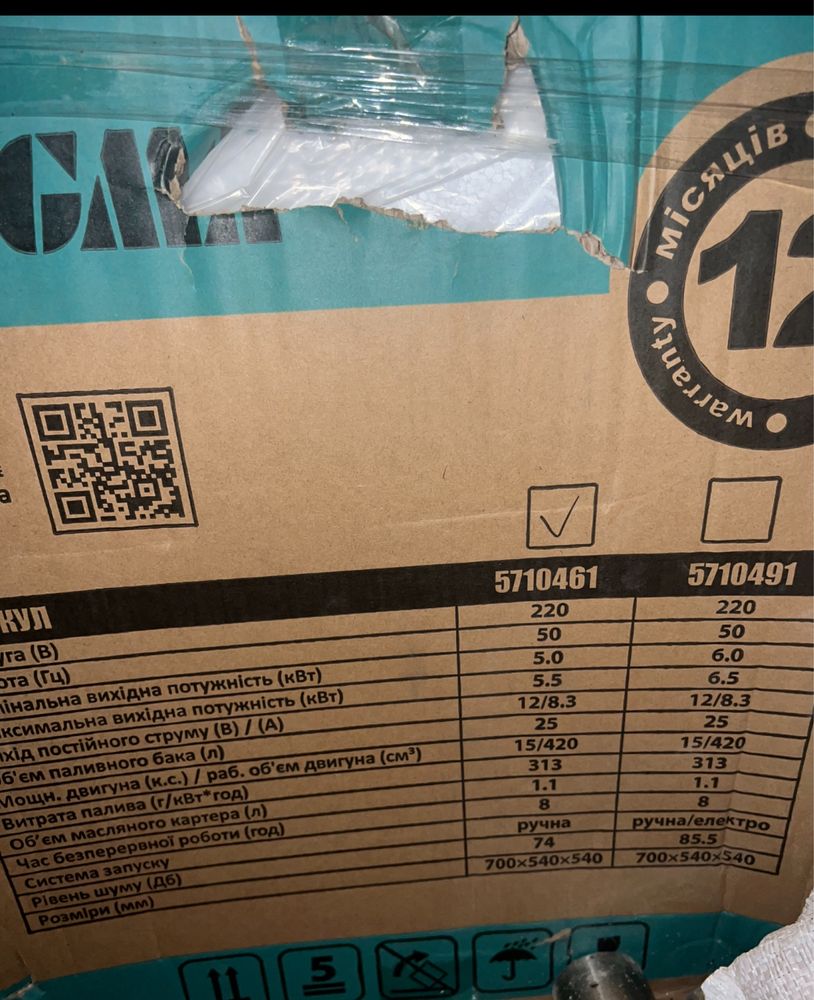 GMA
місяців
12
warranty
а
5710461 5710491
КУЛ
уга (В) 220 220
ота (Гц) 50 50
мінальна вихідна потужність (кВт) 5.0 6.0
ксимальна вихідна потужність (кВт) 5.5 6.5
хід постійного струму (В) / (А) 12/8.3 12/8.3
б'єм паливного бака (л) 25 25
Мощн. двигуна (к.с.) / раб. об'єм двигуна (см³) 15/420 15/420
Витрата палива (г/кВт*год) 313 313
Об'єм масляного картера (л) 1.1 1.1
Час безперервної роботи (год) 8 8
Система запуску ручна ручна/електро
Рівень шуму (Дб) 74 85.5
Розміри (мм) 700×540×540 700×540×540
5